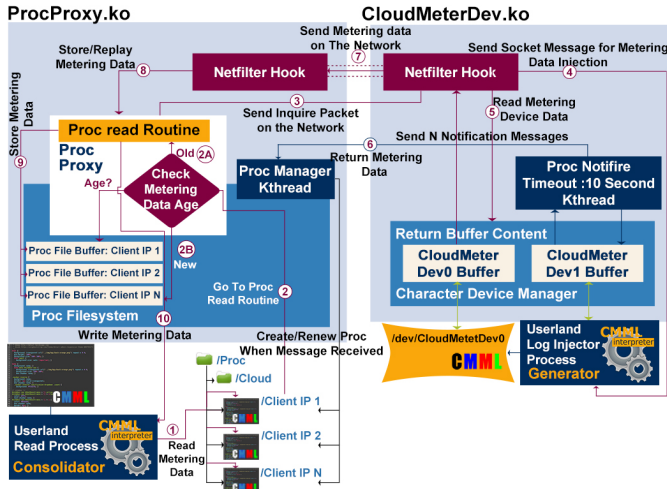 ProcProxy.ko
CloudMeterDev.ko
Send Metering data
on The Network
7
Store/Replay
Metering Data
8
Netfilter Hook
Netfilter Hook
Send Socket Message for Metering
Data Injection
4
3
Send Inquire Packet
on the Network
5
Read Metering
Device Data
Store Metering
Data
9
Proc read Routine
Proc
Proxy
Old
2A
Age?
Check
Metering
Data Age
2B
New
Proc Manager
Kthread
6
Send N Notification Messages
Return Metering
Data
Proc Notifire
Timeout :10 Second
Kthread
Proc File Buffer: Client IP 1
Proc File Buffer: Client IP 2
Proc File Buffer: Client IP N
Proc Filesystem
Go To Proc
Read Routine
2
Return Buffer Content
CloudMeter
Dev0 Buffer
CloudMeter
Dev1 Buffer
Character Device Manager
10
Write Metering Data
Create/Renew Proc
When Message Received
/dev/CloudMetetDev0
CMML
Userland
Log Injector
Process
Generator
CMML
interpreter
CMML
Userland
Read Process
Consolidator
CMML
interpreter
1
Read
Metering
Data
/Proc
/Cloud
/Client IP 1
/Client IP 2
/Client IP N